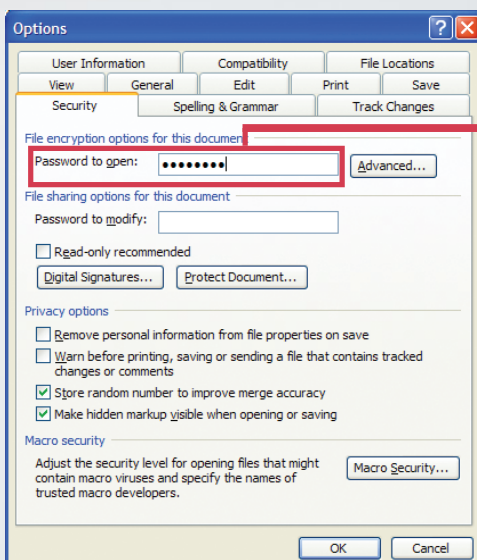 Options
User Information
Compatibility
File Locations
View
General
Edit
Print
Save
Security
Spelling & Grammar
Track Changes
File encryption options for this document
Password to open:
Advanced...
File sharing options for this document
Password to modify:
Read-only recommended
Digital Signatures...
Protect Document...
Privacy options
Remove personal information from file properties on save
Warn before printing, saving or sending a file that contains tracked
changes or comments
Store random number to improve merge accuracy
Make hidden markup visible when opening or saving
Macro security
Adjust the security level for opening files that might
contain macro viruses and specify the names of
trusted macro developers.
Macro Security...
OK
Cancel